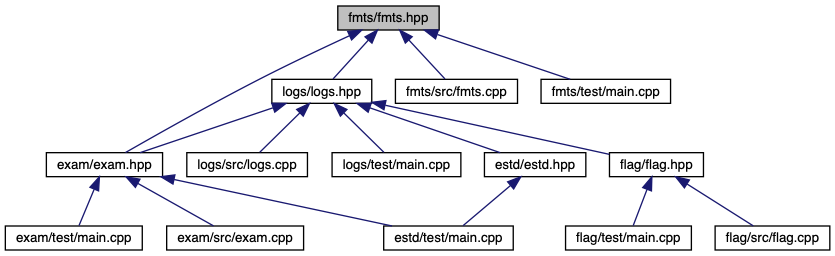 fmts/fmts.hpp
logs/logs.hpp
fmts/src/fmts.cpp
fmts/test/main.cpp
exam/exam.hpp
logs/src/logs.cpp
logs/test/main.cpp
estd/estd.hpp
flag/flag.hpp
exam/test/main.cpp
exam/src/exam.cpp
estd/test/main.cpp
flag/test/main.cpp
flag/src/flag.cpp